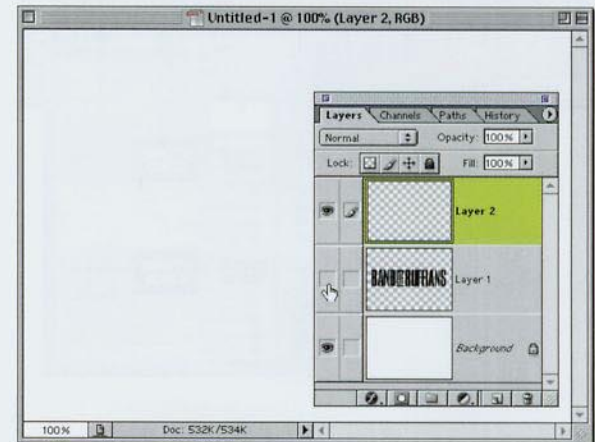 Untitled-1 @ 100% (Layer 2, RGB)
Layers Channels Paths History
Normal Opacity: 100%
Lock: Fill: 100%
Layer 2
BAND OF RUFFIANS Layer 1
Background
100% Doc: 532K/534K